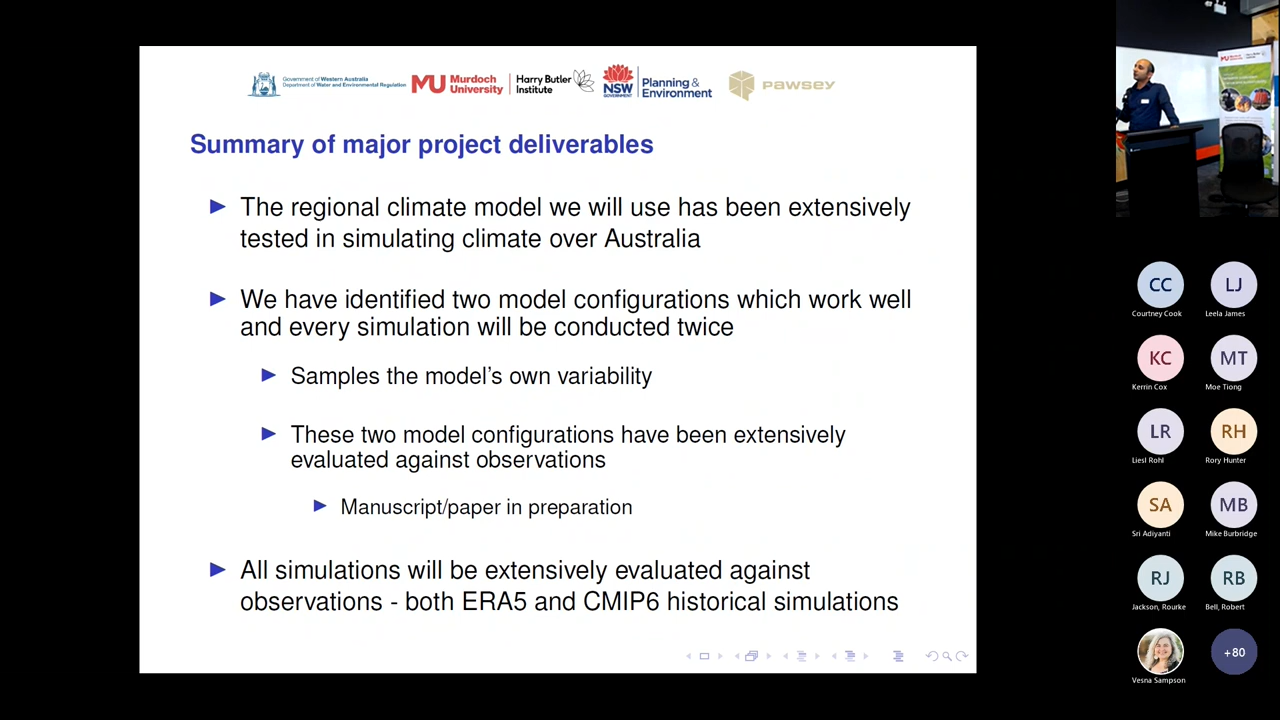 Government of Western Australia
Department of Water and Environmental Regulation
MU Murdoch University
Harry Butler Institute
NSW GOVERNMENT
Planning & Environment
PAWSEY
Summary of major project deliverables
The regional climate model we will use has been extensively
tested in simulating climate over Australia
We have identified two model configurations which work well
and every simulation will be conducted twice
Samples the model's own variability
These two model configurations have been extensively
evaluated against observations
Manuscript/paper in preparation
All simulations will be extensively evaluated against
observations - both ERA5 and CMIP6 historical simulations
CC
Courtney Cook
LJ
Leela James
KC
Kerrin Cox
MT
Moe Tiong
LR
Liesl Rohl
RH
Rory Hunter
SA
Sri Adiyanti
MB
Mike Burbridge
RJ
Jackson, Rourke
RB
Bell, Robert
Vesna Sampson
+80